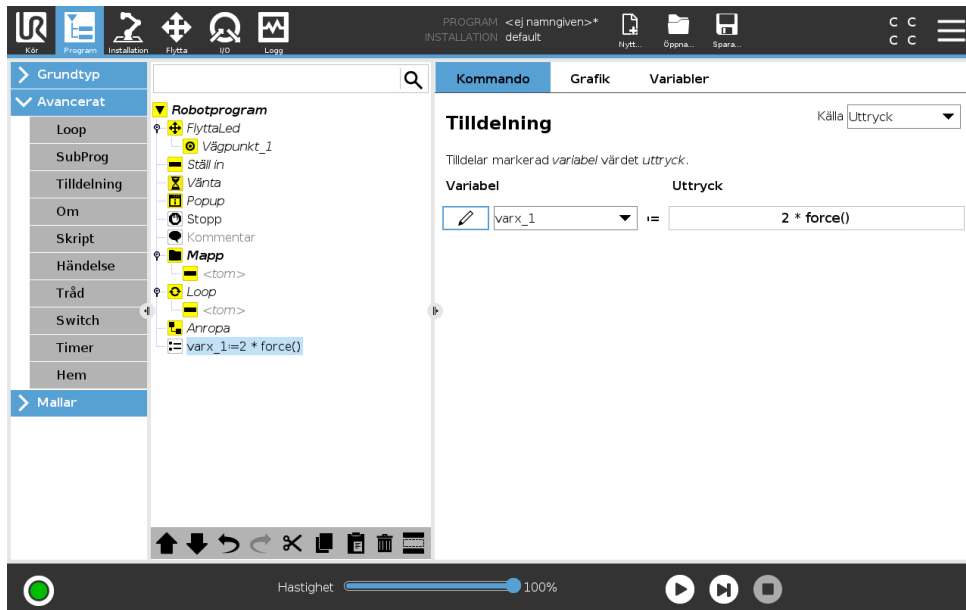 UR
Kör
Program
Installation
Flytta
I/O
Logg
PROGRAM <ej namngiven>*
INSTALLATION default
Nytt...
Öppna...
Spara...
C C
C C
Grundtyp
Avancerat
Loop
SubProg
Tilldelning
Om
Skript
Händelse
Tråd
Switch
Timer
Hem
Mallar
Robotprogram
FlyttaLed
Vägpunkt_1
Ställ in
Vänta
Popup
Stopp
Kommentar
Mapp
<tom>
Loop
<tom>
Anropa
varx_1≔2 * force()
Kommando Grafik Variabler
Tilldelning
Källa Uttryck
Tilldelar markerad variabel värdet uttryck.
Variabel Uttryck
varx_1 ≔ 2 * force()
Hastighet 100%